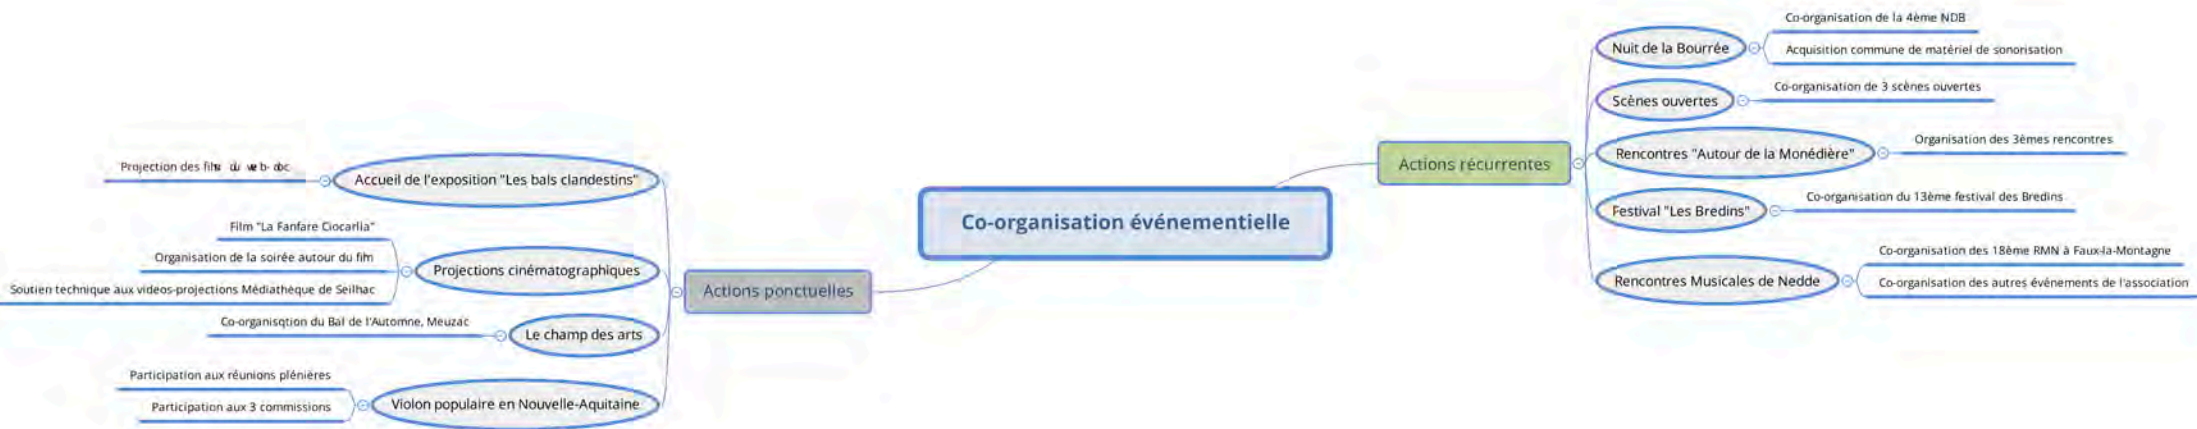 Co-organisation événementielle
Actions récurrentes
Nuit de la Bourrée
Co-organisation de la 4ème NDB
Acquisition commune de matériel de sonorisation
Scènes ouvertes
Co-organisation de 3 scènes ouvertes
Rencontres "Autour de la Monédière"
Organisation des 3èmes rencontres
Festival "Les Bredins"
Co-organisation du 13ème festival des Bredins
Rencontres Musicales de Nedde
Co-organisation des 18ème RMN à Faux-la-Montagne
Co-organisation des autres événements de l'association
Actions ponctuelles
Accueil de l'exposition "Les bals clandestins"
Projection des
Projections cinématographiques
Film "La Fanfare Ciocarlia"
Organisation de la soirée autour du film
Soutien technique aux videos-projections Médiathèque de Seilhac
Le champ des arts
Co-organisqtion du Bal de l'Automne, Meuzac
Violon populaire en Nouvelle-Aquitaine
Participation aux réunions plénières
Participation aux 3 commissions